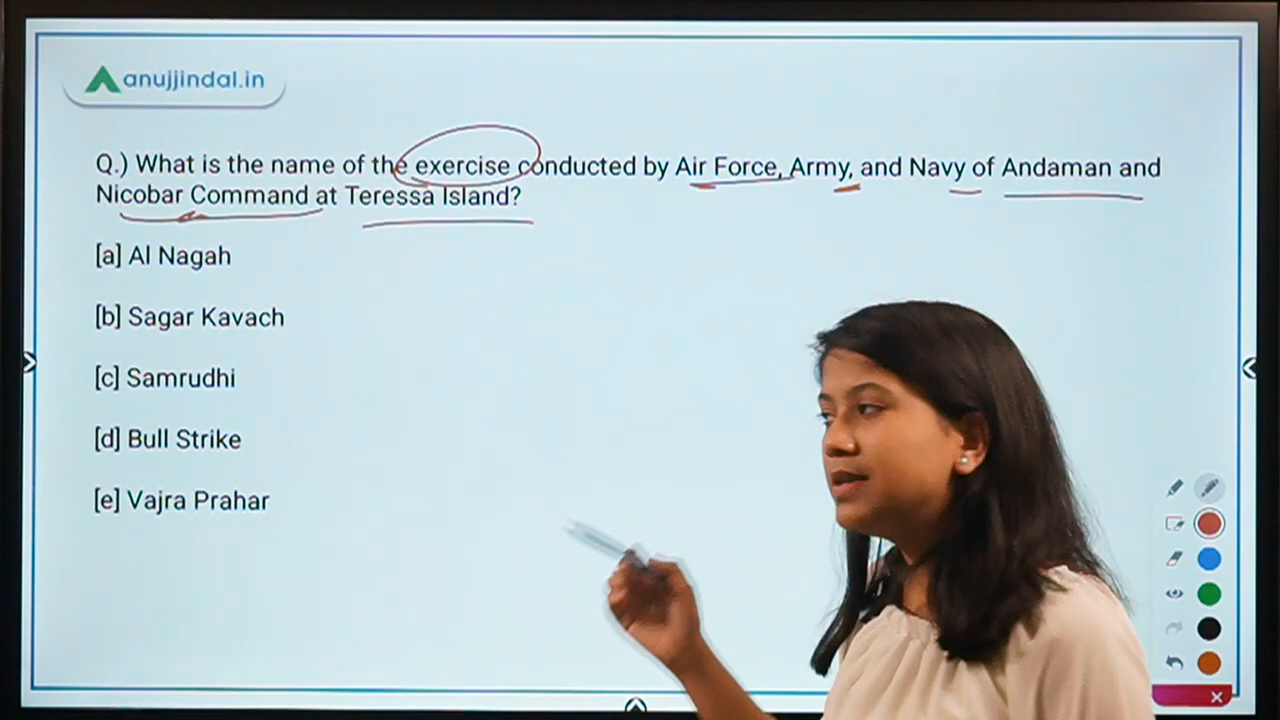 anujjindal.in
Q.) What is the name of the exercise conducted by Air Force, Army, and Navy of Andaman and
Nicobar Command at Teressa Island?
[a] Al Nagah
[b] Sagar Kavach
[c] Samrudhi
[d] Bull Strike
[e] Vajra Prahar